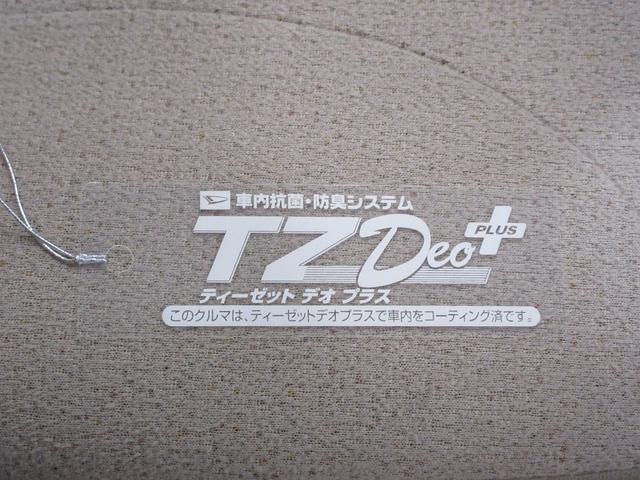 車内抗菌・防臭システム
TZ Deo PLUS
ティーゼット デオ プラス
このクルマは、ティーゼットデオプラスで車内をコーティング済です。